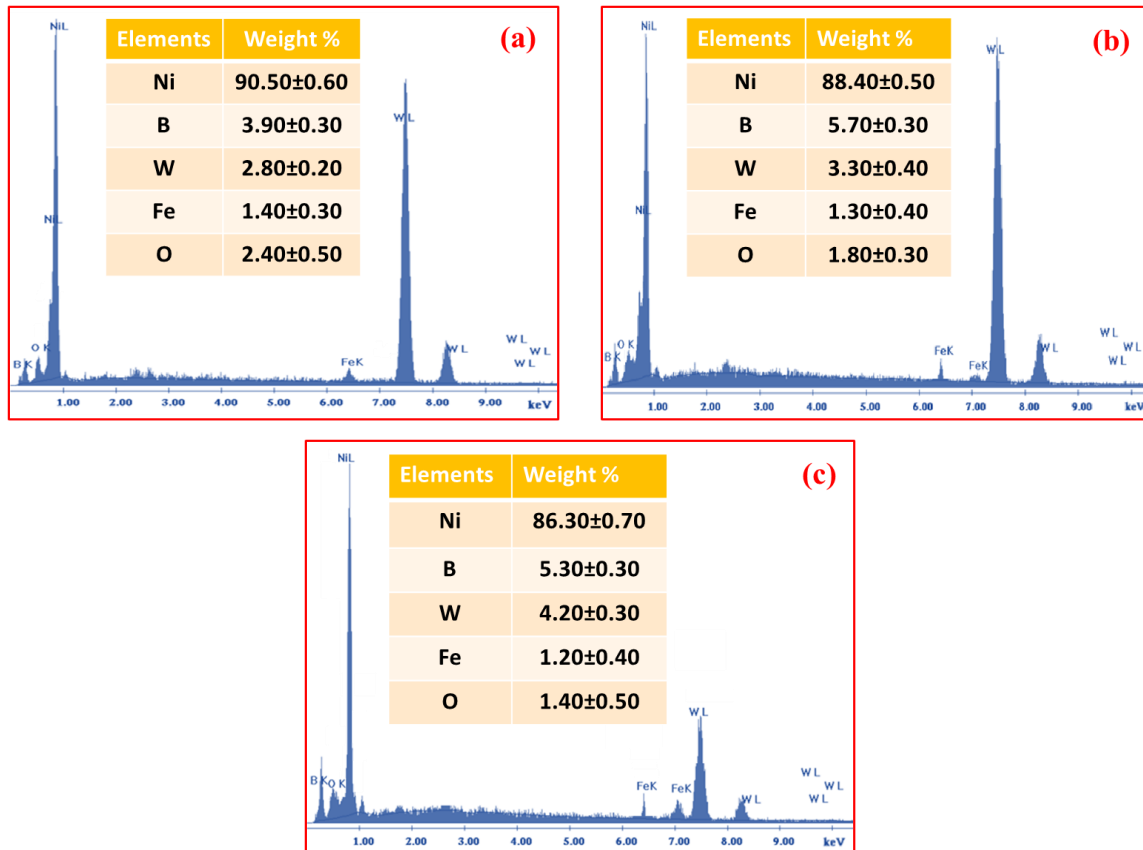 (a)
Elements Weight %
Ni 90.50±0.60
B 3.90±0.30
W 2.80±0.20
Fe 1.40±0.30
O 2.40±0.50
NiL
NiL
W L
O K
B K
FeK
W L
W L
W L
W L
1.00 2.00 3.00 4.00 5.00 6.00 7.00 8.00 9.00 keV
(b)
Elements Weight %
Ni 88.40±0.50
B 5.70±0.30
W 3.30±0.40
Fe 1.30±0.40
O 1.80±0.30
NiL
W L
NiL
O K
B K
FeK
FeK
W L
W L
W L
W L
1.00 2.00 3.00 4.00 5.00 6.00 7.00 8.00 9.00 keV
(c)
Elements Weight %
Ni 86.30±0.70
B 5.30±0.30
W 4.20±0.30
Fe 1.20±0.40
O 1.40±0.50
NiL
W L
B K
O K
FeK
FeK
W L
W L
W L
W L
1.00 2.00 3.00 4.00 5.00 6.00 7.00 8.00 9.00 keV